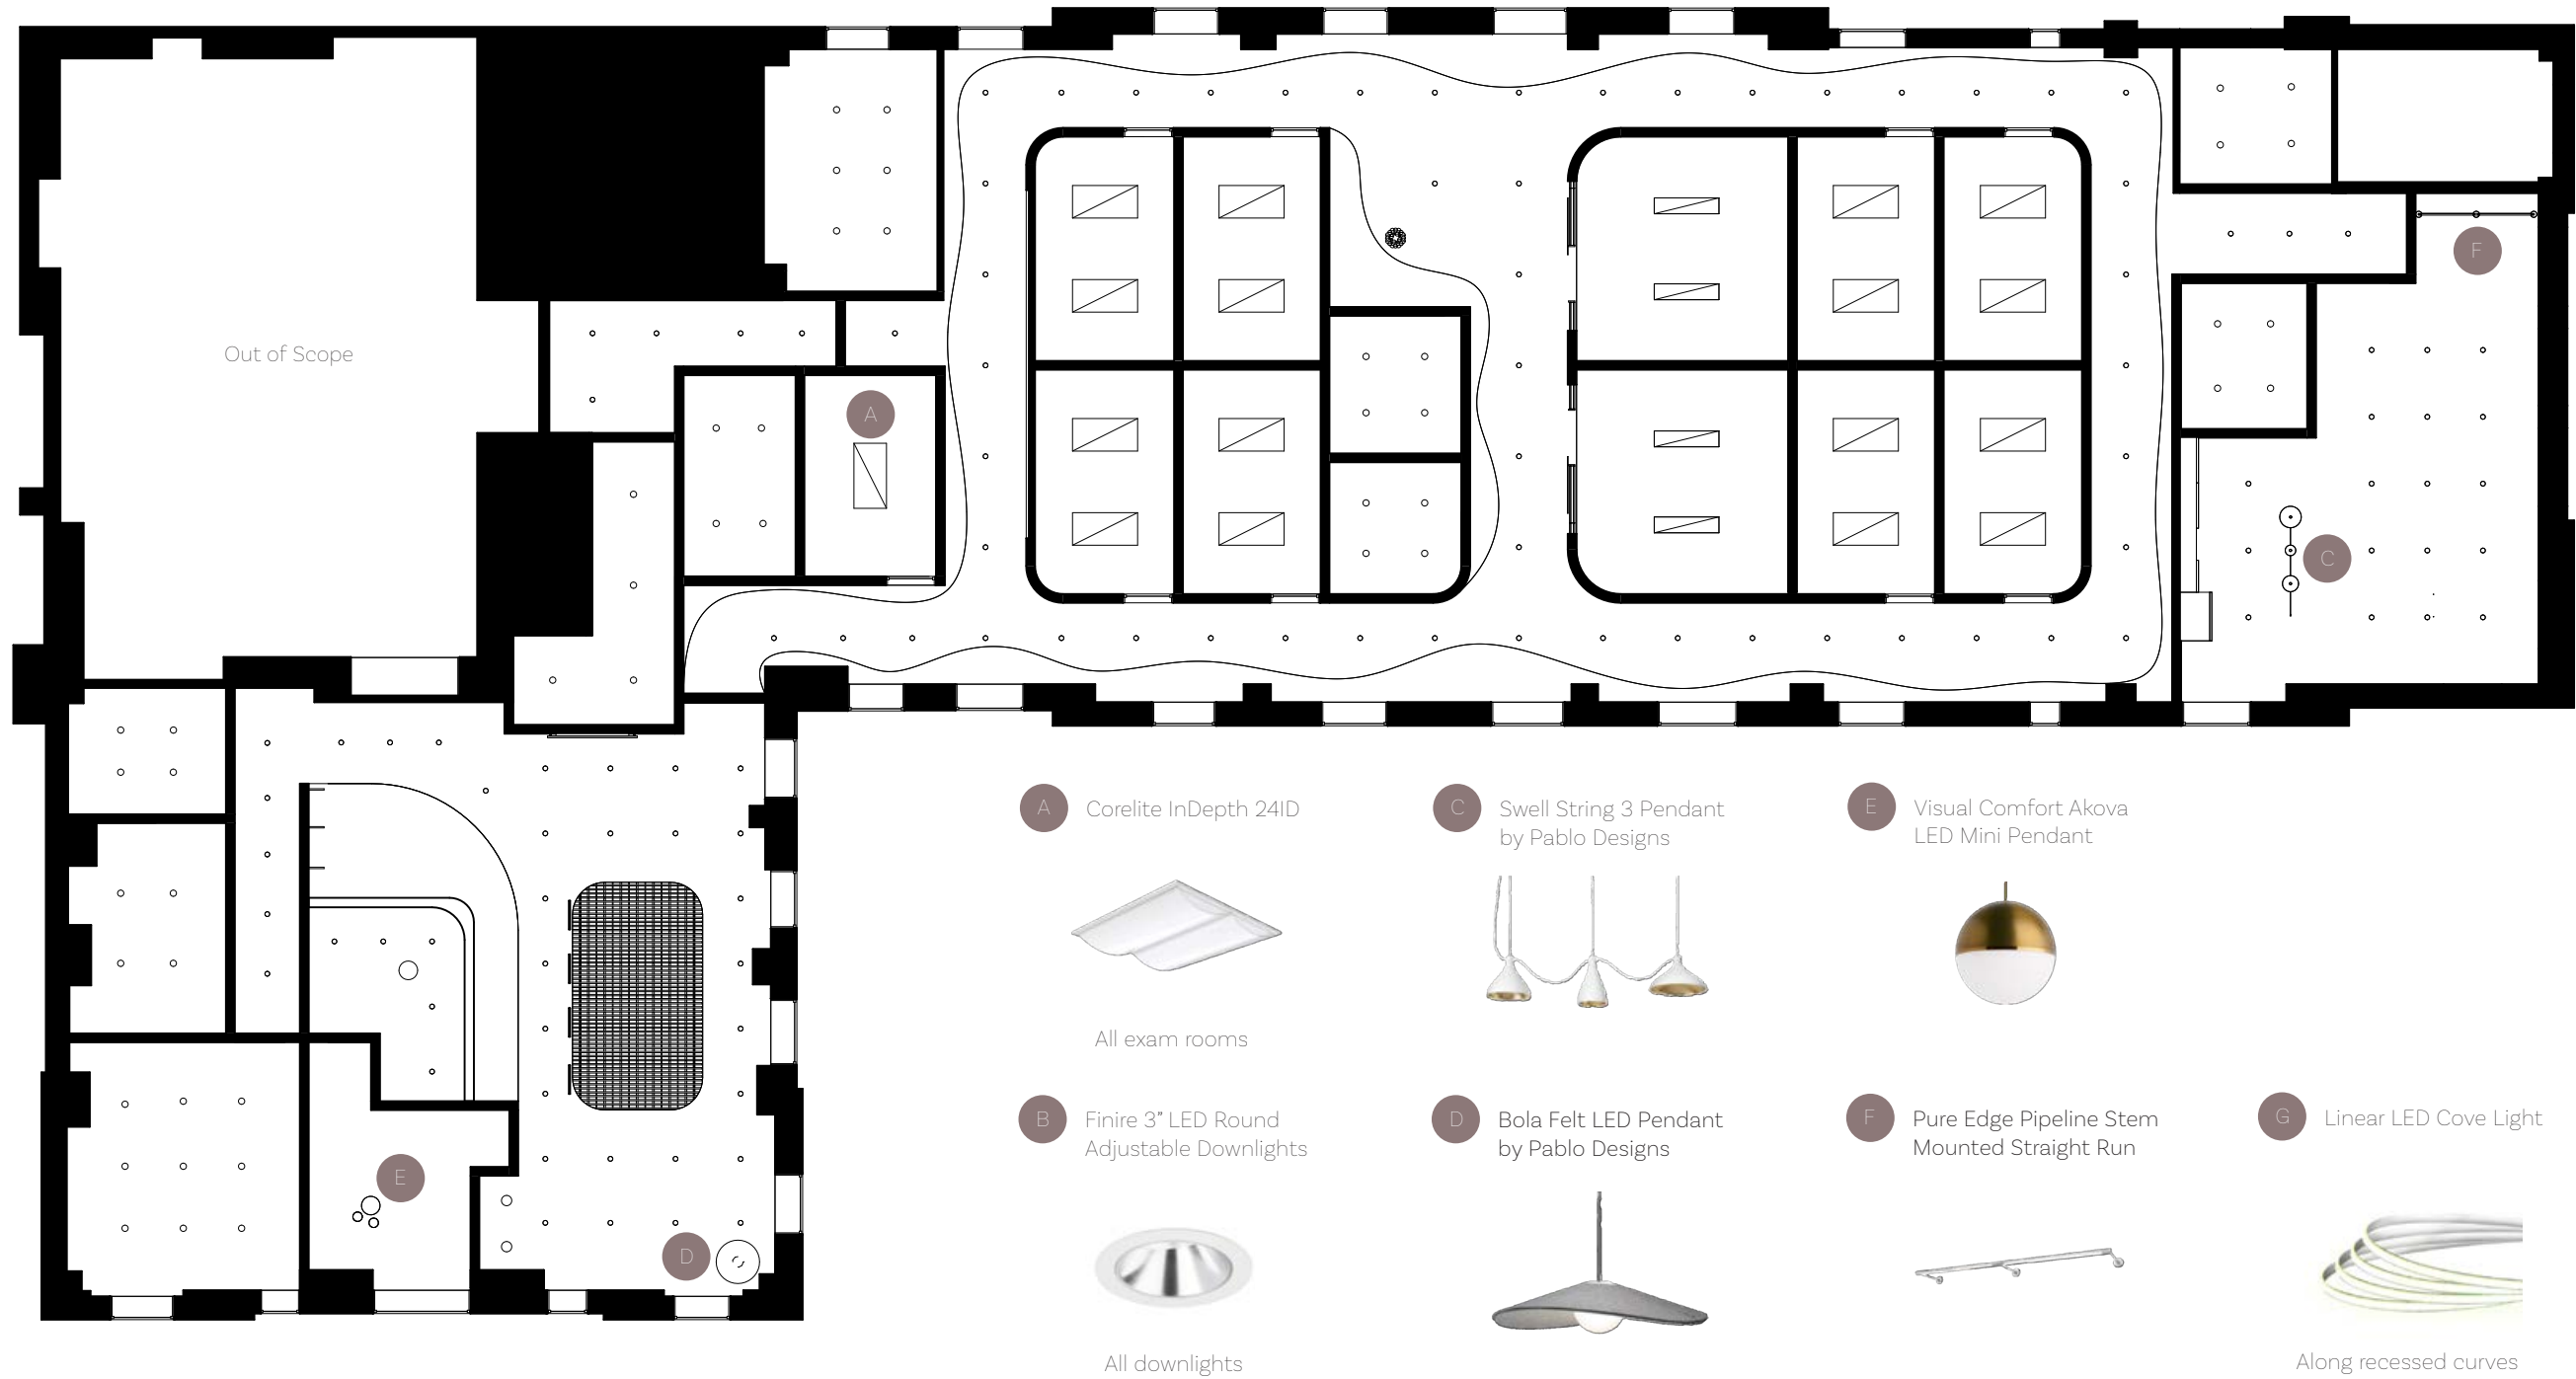 Out of Scope
A
F
C
E
D
A
Corelite InDepth 24ID
All exam rooms
C
Swell String 3 Pendant
by Pablo Designs
E
Visual Comfort Akova
LED Mini Pendant
B
Finire 3" LED Round
Adjustable Downlights
All downlights
D
Bola Felt LED Pendant
by Pablo Designs
F
Pure Edge Pipeline Stem
Mounted Straight Run
G
Linear LED Cove Light
Along recessed curves